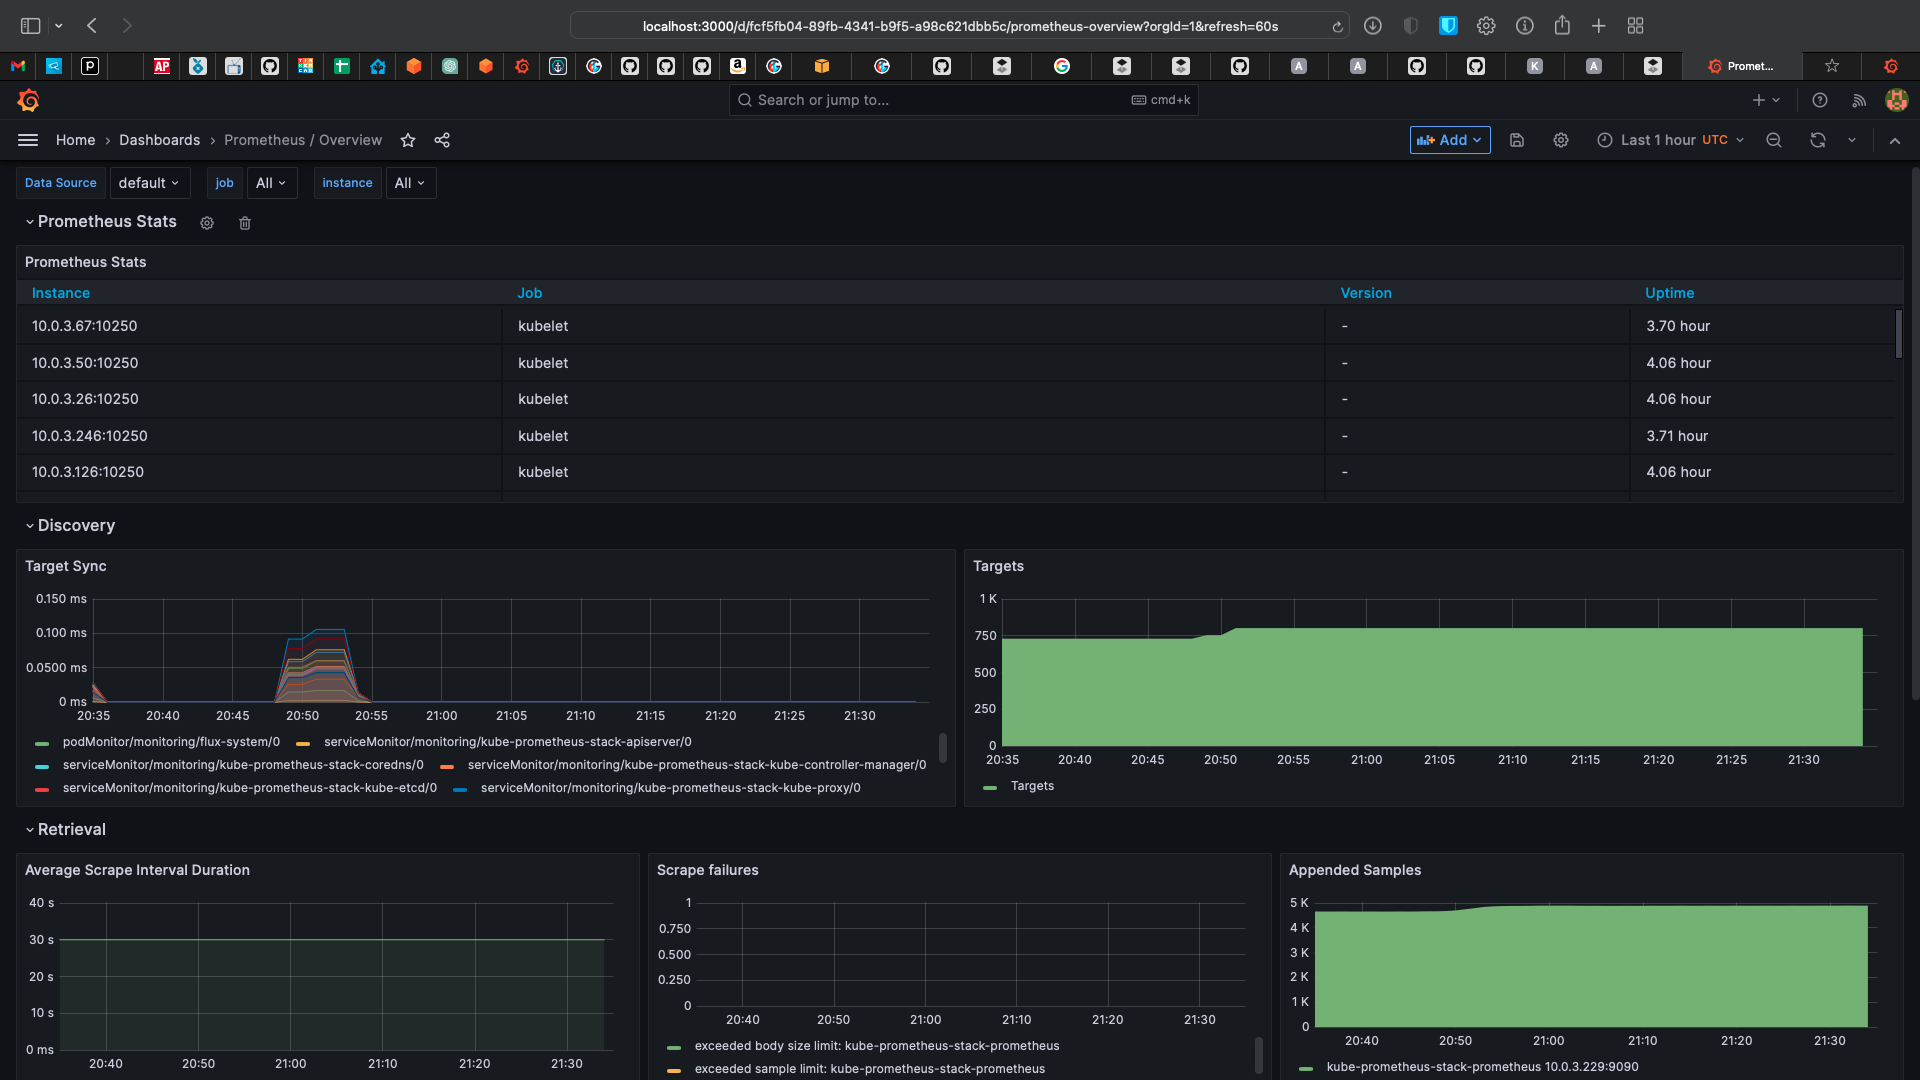 localhost:3000/d/fcf5fb04-89fb-4341-b9f5-a98c621dbb5c/prometheus-overview?orgId=1&refresh=60s
Promet...
Search or jump to... cmd+k
Home > Dashboards > Prometheus / Overview Add Last 1 hour UTC
Data Source default job All instance All
Prometheus Stats
Prometheus Stats
Instance Job Version Uptime
10.0.3.67:10250 kubelet - 3.70 hour
10.0.3.50:10250 kubelet - 4.06 hour
10.0.3.26:10250 kubelet - 4.06 hour
10.0.3.246:10250 kubelet - 3.71 hour
10.0.3.126:10250 kubelet - 4.06 hour
Discovery
Target Sync
0.150 ms
0.100 ms
0.0500 ms
0 ms
20:35 20:40 20:45 20:50 20:55 21:00 21:05 21:10 21:15 21:20 21:25 21:30
podMonitor/monitoring/flux-system/0 serviceMonitor/monitoring/kube-prometheus-stack-apiserver/0
serviceMonitor/monitoring/kube-prometheus-stack-coredns/0 serviceMonitor/monitoring/kube-prometheus-stack-kube-controller-manager/0
serviceMonitor/monitoring/kube-prometheus-stack-kube-etcd/0 serviceMonitor/monitoring/kube-prometheus-stack-kube-proxy/0
Targets
1 K
750
500
250
0
20:35 20:40 20:45 20:50 20:55 21:00 21:05 21:10 21:15 21:20 21:25 21:30
Targets
Retrieval
Average Scrape Interval Duration
40 s
30 s
20 s
10 s
0 ms
20:40 20:50 21:00 21:10 21:20 21:30
Scrape failures
1
0.750
0.500
0.250
0
20:40 20:50 21:00 21:10 21:20 21:30
exceeded body size limit: kube-prometheus-stack-prometheus
exceeded sample limit: kube-prometheus-stack-prometheus
Appended Samples
5 K
4 K
3 K
2 K
1 K
0
20:40 20:50 21:00 21:10 21:20 21:30
kube-prometheus-stack-prometheus 10.0.3.229:9090